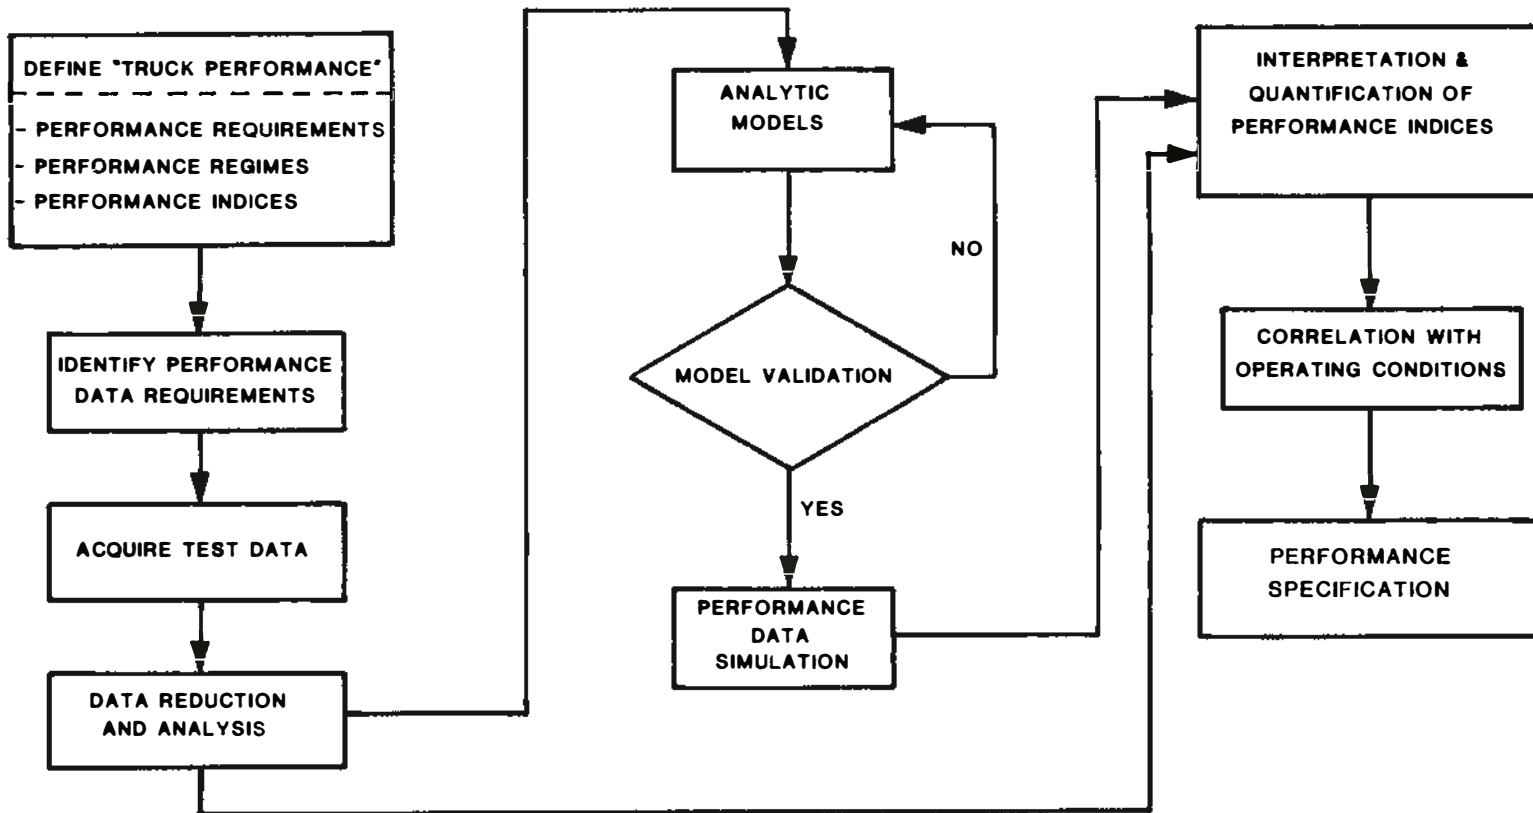 DEFINE "TRUCK PERFORMANCE"
- PERFORMANCE REQUIREMENTS
- PERFORMANCE REGIMES
- PERFORMANCE INDICES
IDENTIFY PERFORMANCE
DATA REQUIREMENTS
ACQUIRE TEST DATA
DATA REDUCTION
AND ANALYSIS
ANALYTIC
MODELS
NO
MODEL VALIDATION
YES
PERFORMANCE
DATA
SIMULATION
INTERPRETATION &
QUANTIFICATION OF
PERFORMANCE INDICES
CORRELATION WITH
OPERATING CONDITIONS
PERFORMANCE
SPECIFICATION